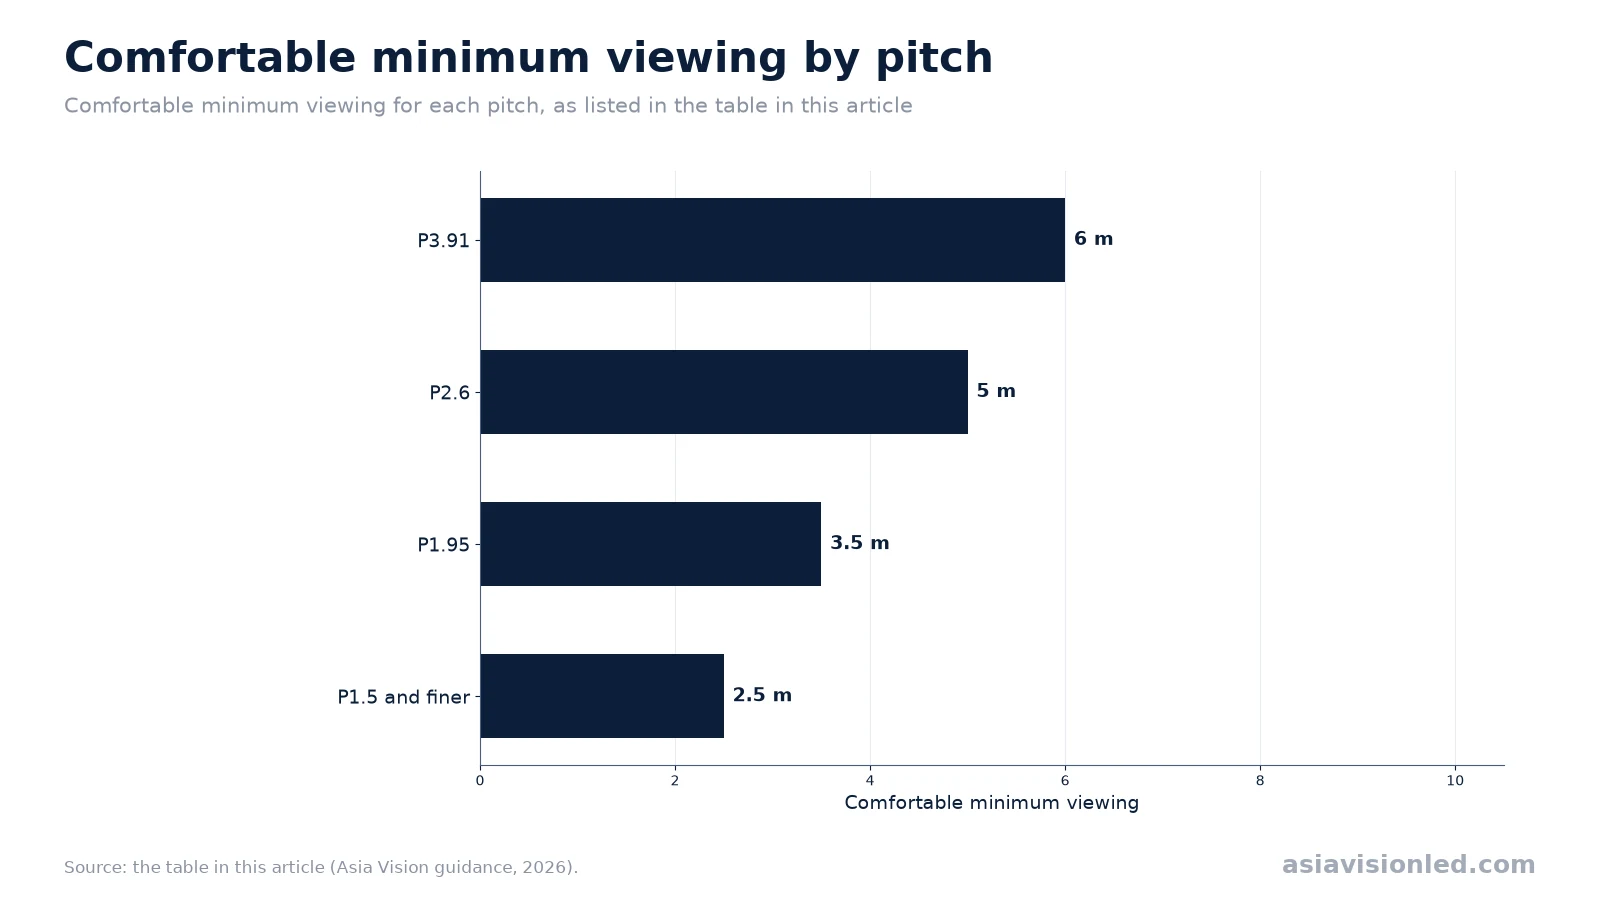 Comfortable minimum viewing by pitch
Comfortable minimum viewing for each pitch, as listed in the table in this article
P3.91
6 m
P2.6
5 m
P1.95
3.5 m
P1.5 and finer
2.5 m
0 2 4 6 8 10
Comfortable minimum viewing
Source: the table in this article (Asia Vision guidance, 2026).
asiavisionled.com